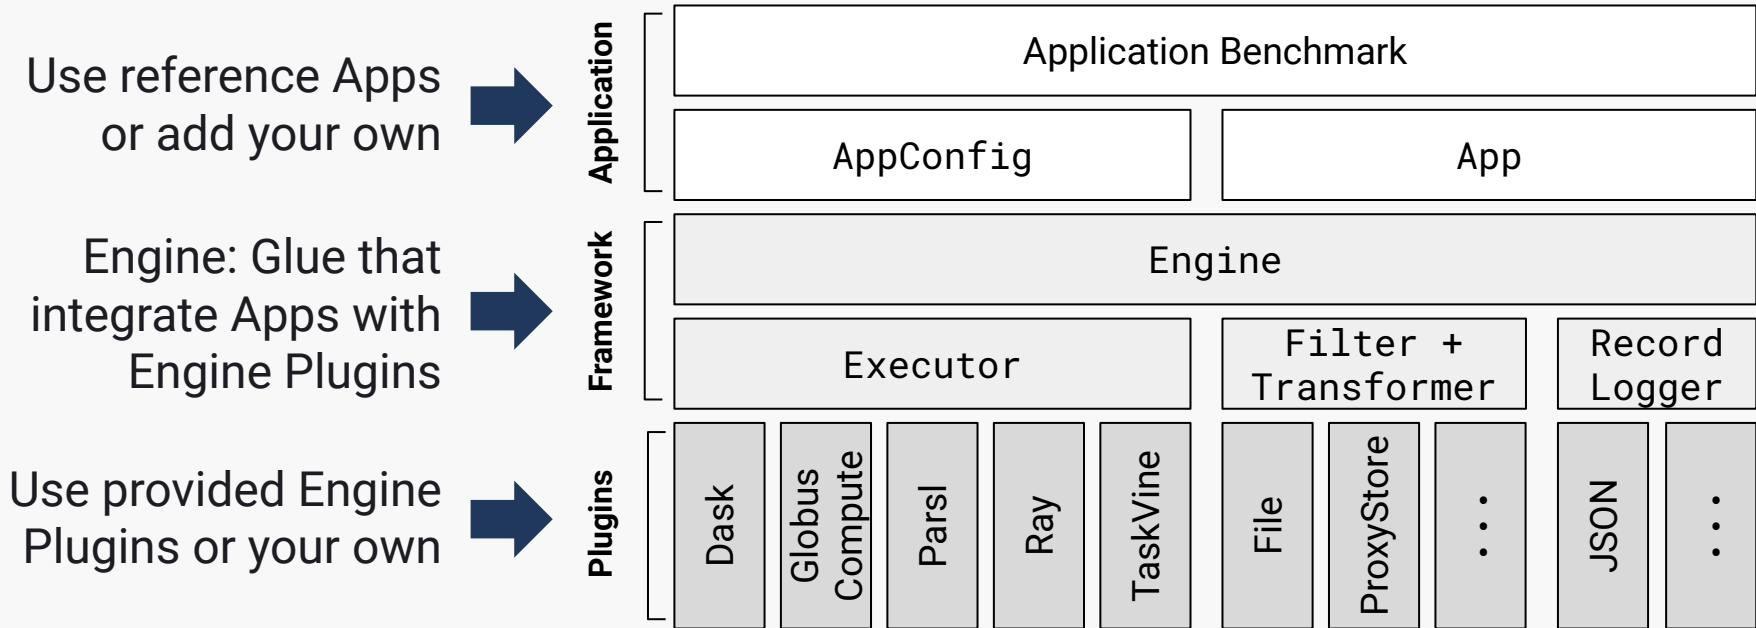 Use reference Apps
or add your own
Application
Application Benchmark
AppConfig
App
Engine: Glue that
integrate Apps with
Engine Plugins
Framework
Engine
Executor
Filter +
Transformer
Record
Logger
Use provided Engine
Plugins or your own
Plugins
Dask
Globus
Compute
Parsl
Ray
TaskVine
File
ProxyStore
...
JSON
...